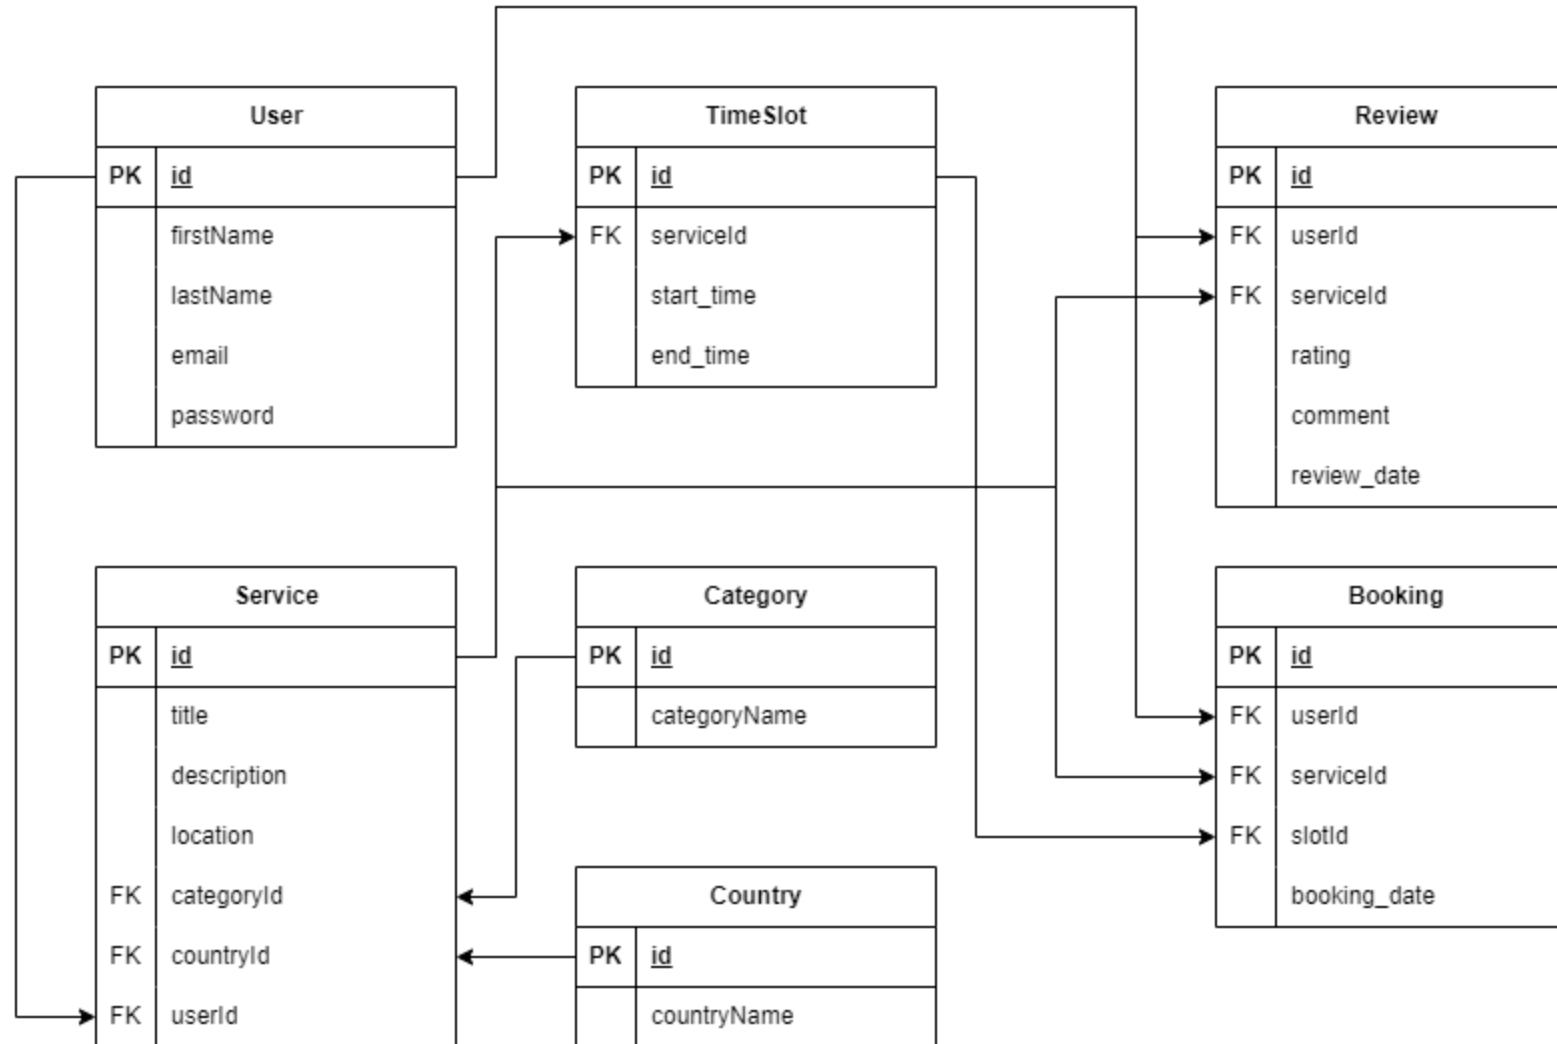 User
PK id
firstName
lastName
email
password
TimeSlot
PK id
FK serviceId
start_time
end_time
Review
PK id
FK userId
FK serviceId
rating
comment
review_date
Service
PK id
title
description
location
FK categoryId
FK countryId
FK userId
Category
PK id
categoryName
Country
PK id
countryName
Booking
PK id
FK userId
FK serviceId
FK slotId
booking_date